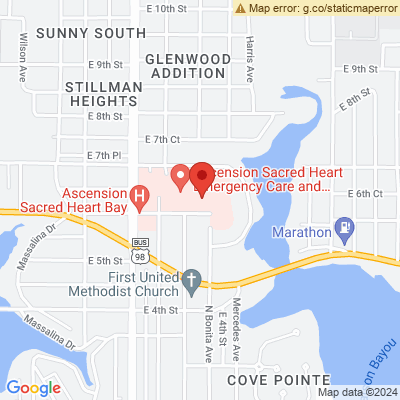 Map error: g.co/staticmaperror
E 10th St
E 10th St
SUNNY SOUTH
Wilson Ave
Harris Ave
GLENWOOD
ADDITION
E 9th St
E 9th St
STILLMAN
HEIGHTS
E 8th St
E 8th St
E 7th Ct
E 7th Pl
Ascension Sacred Heart
Emergency Care and...
Ascension
Sacred Heart Bay
H
E 6th Ct
Massalina Dr
Marathon
BUS
98
E 5th St
First United
Methodist Church
E 4th St
Massalina Dr
N Bonita Ave
E 4th St
Mercedes Ave
COVE POINTE
on Bayou
Google
Map data ©2024